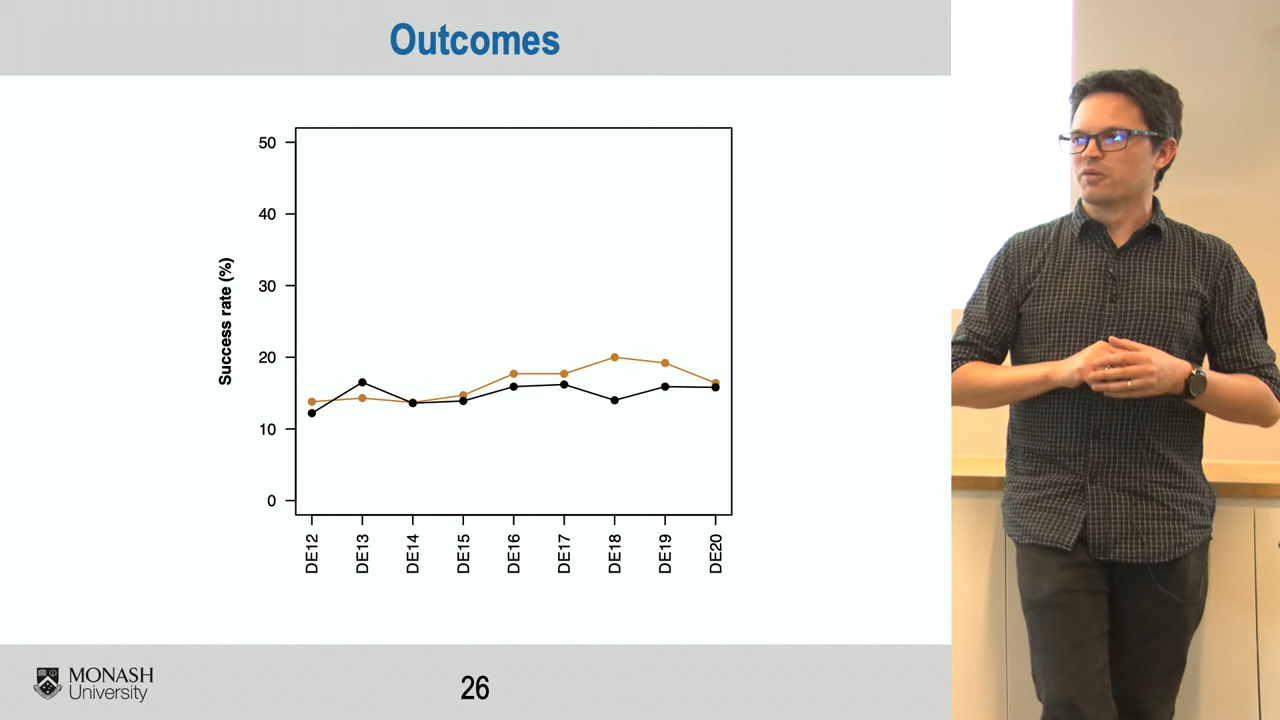 Outcomes
50
40
30
20
10
0
Success rate (%)
DE12
DE13
DE14
DE15
DE16
DE17
DE18
DE19
DE20
MONASH
University
26